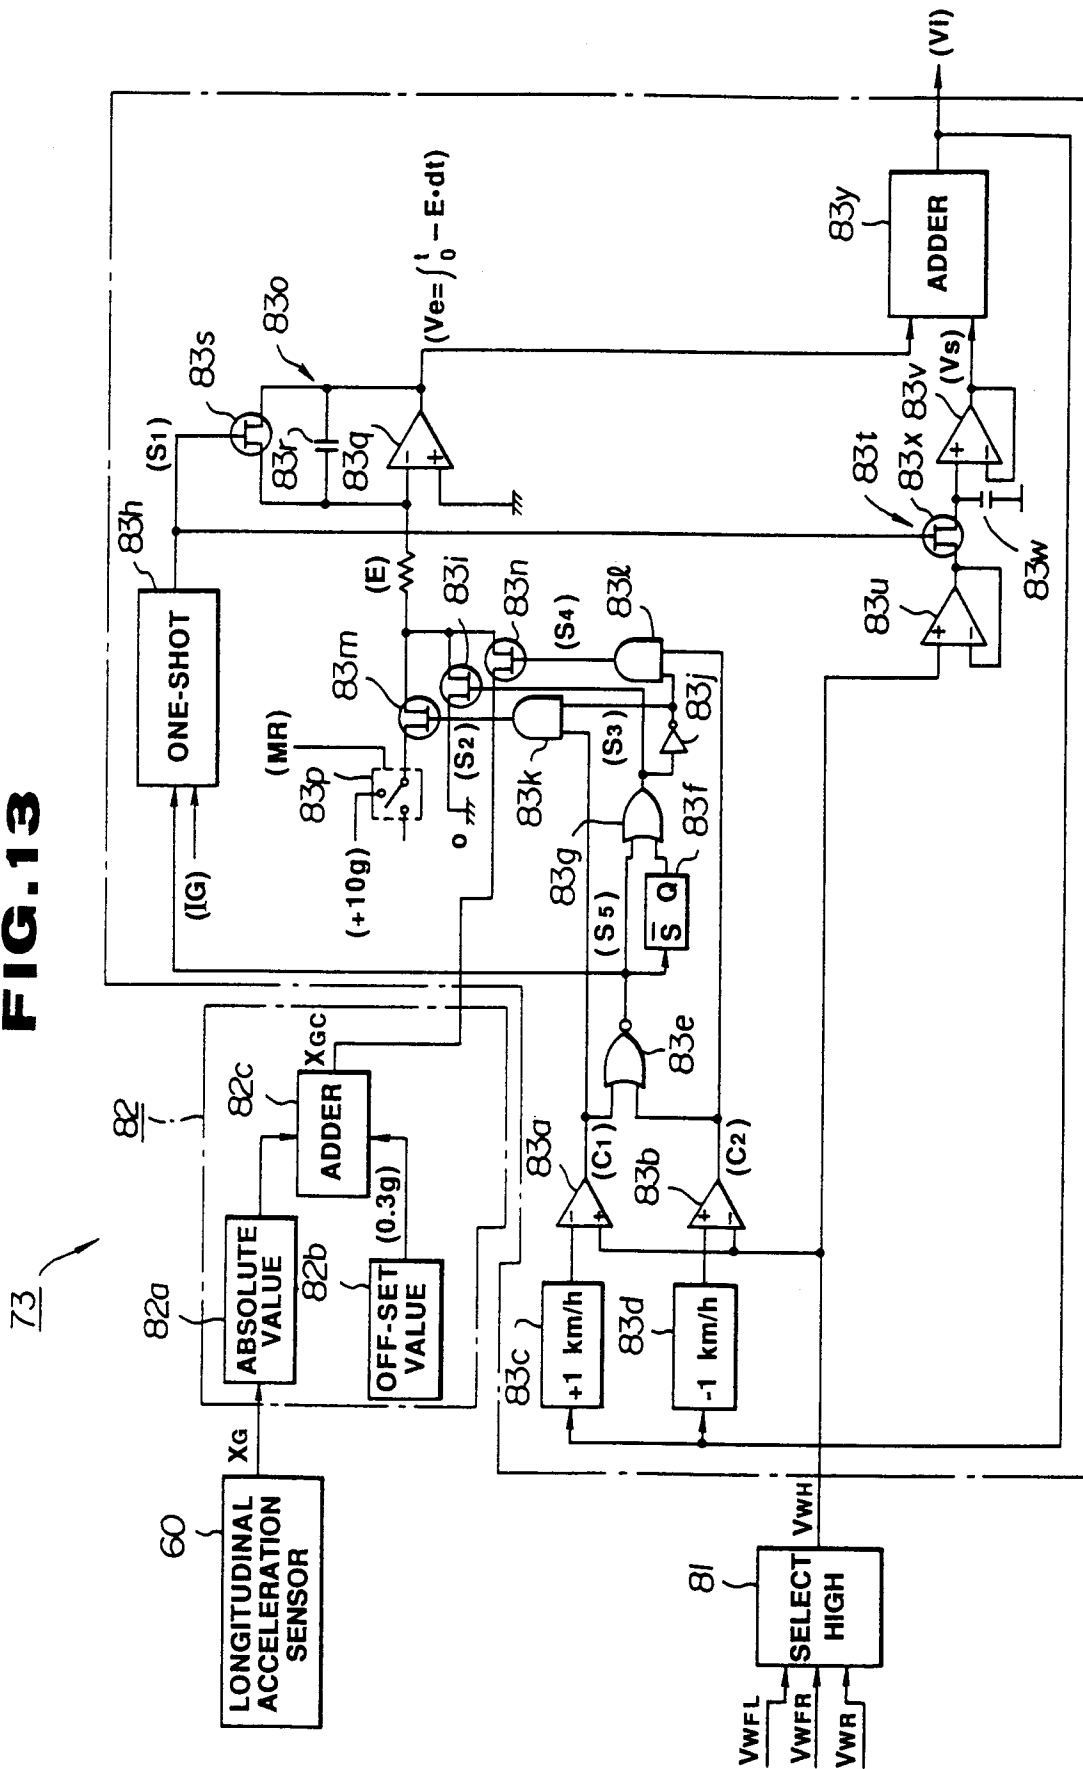 FIG.13
73
60
LONGITUDINAL
ACCELERATION
SENSOR
XG
82
82a
ABSOLUTE
VALUE
82b
OFF-SET
VALUE
(0.3g)
82c
ADDER
XGC
(IG)
83h
ONE-SHOT
(S1)
83s
83r
83o
83q
-
+
(Ve=∫₀ᵗ-E•dt)
(MR)
83p
(+10g)
83m
(E)
83i
83n
(S2)
0
83k
(S3)
(S4)
83l
83j
83g
83f
S̅ Q
(S5)
83e
83a
(C1)
-
+
83b
(C2)
+
-
83c
+1 km/h
83d
-1 km/h
VWFL
VWFR
VWR
81
SELECT
HIGH
VWH
83u
+
-
83t
83x
83w
83v
+
-
(Vs)
83y
ADDER
(Vi)